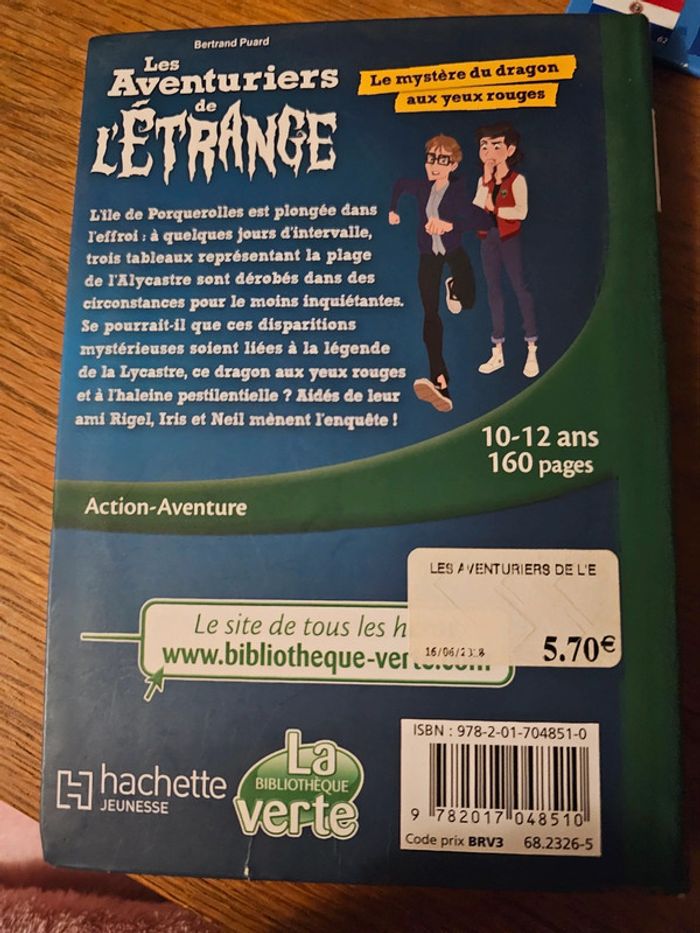 Bertrand Puard
Les
Aventuriers
de
L'ÉTRANGE
Le mystère du dragon
aux yeux rouges
L'île de Porquerolles est plongée dans
l'effroi : à quelques jours d'intervalle,
trois tableaux représentant la plage
de l'Alycastre sont dérobés dans des
circonstances pour le moins inquiétantes.
Se pourrait-il que ces disparitions
mystérieuses soient liées à la légende
de la Lycastre, ce dragon aux yeux rouges
et à l'haleine pestilentielle ? Aidés de leur
ami Rigel, Iris et Neil mènent l'enquête !
10-12 ans
160 pages
Action-Aventure
LES AVENTURIERS DE L'E
5.70€
Le site de tous les
www.bibliotheque-verte.com
ISBN : 978-2-01-704851-0
9 782017 048510
Code prix BRV3 68.2326-5
hachette
JEUNESSE
La
BIBLIOTHÈQUE
verte